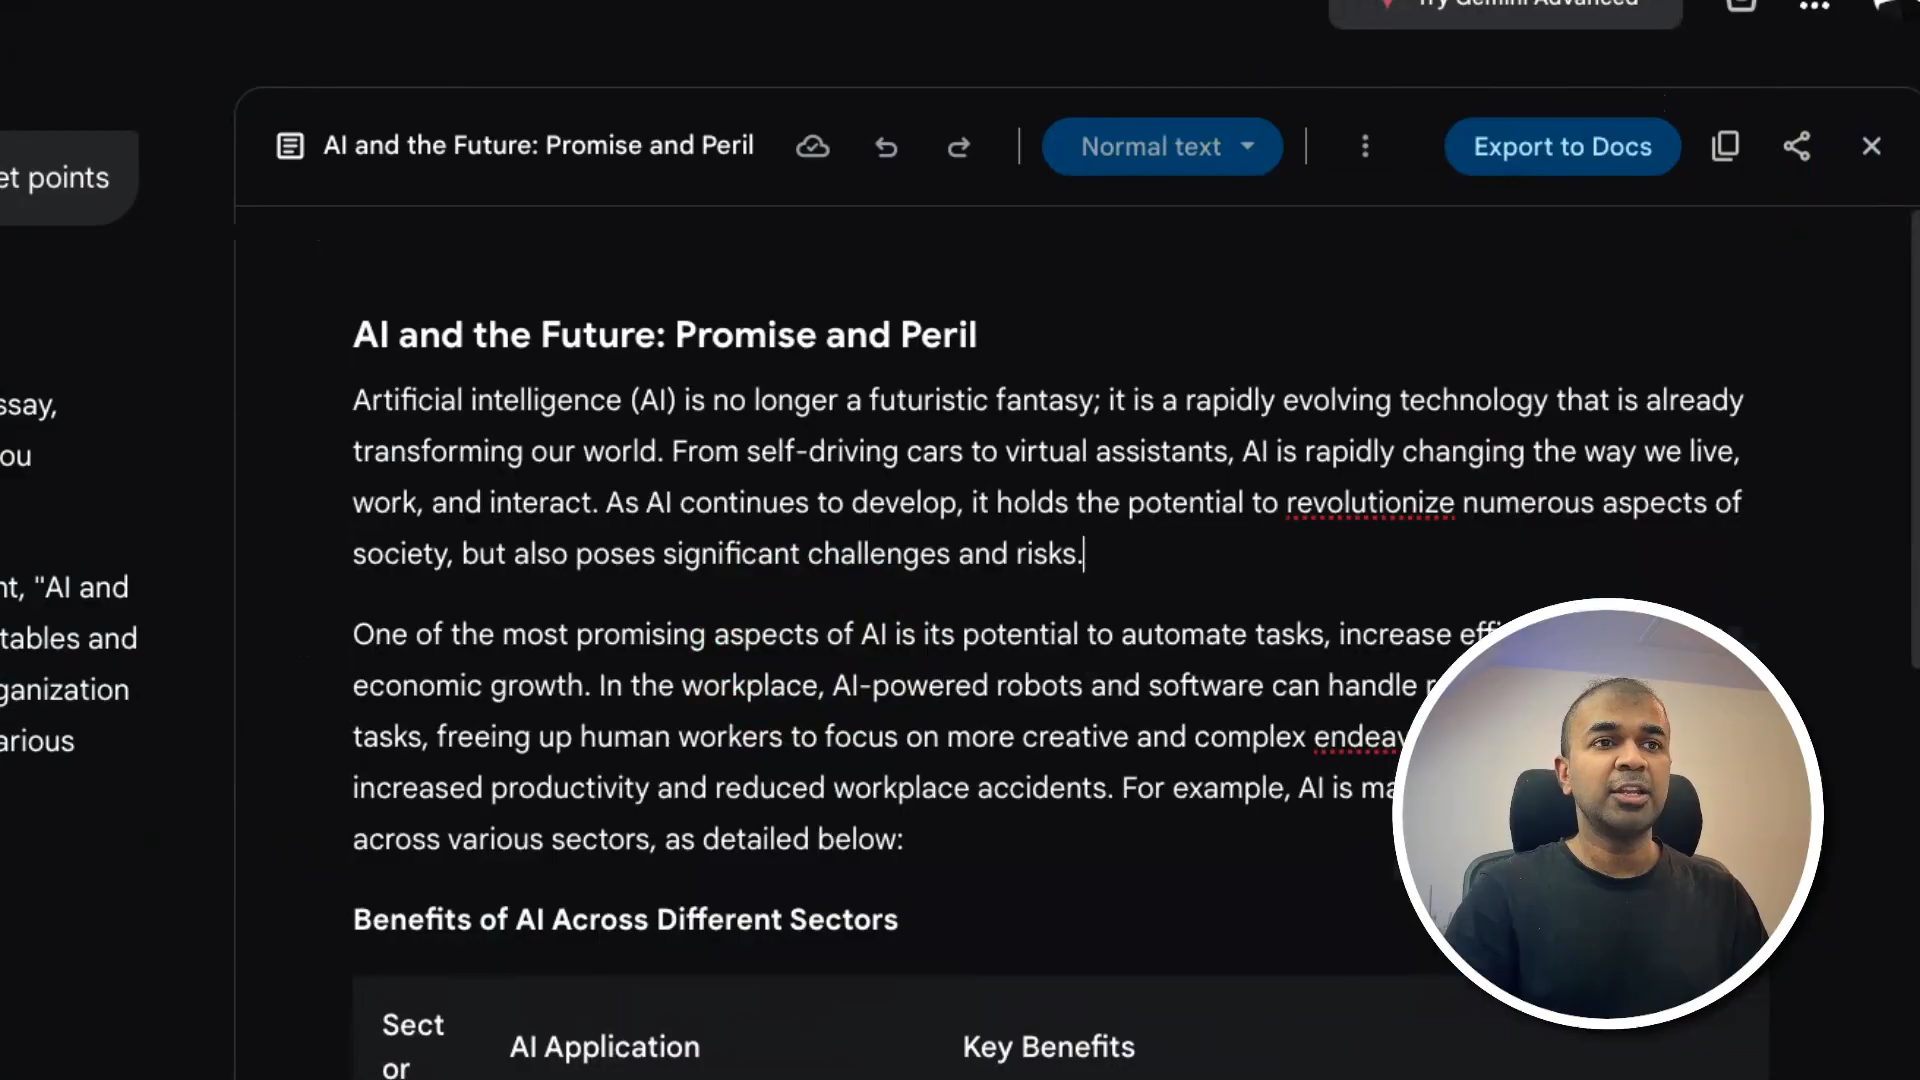 Try Gemini Advanced
AI and the Future: Promise and Peril
Normal text
Export to Docs
et points
ssay,
ou
nt, "AI and
tables and
ganization
arious
AI and the Future: Promise and Peril
Artificial intelligence (AI) is no longer a futuristic fantasy; it is a rapidly evolving technology that is already
transforming our world. From self-driving cars to virtual assistants, AI is rapidly changing the way we live,
work, and interact. As AI continues to develop, it holds the potential to revolutionize numerous aspects of
society, but also poses significant challenges and risks.
One of the most promising aspects of AI is its potential to automate tasks, increase
economic growth. In the workplace, AI-powered robots and software can handle
tasks, freeing up human workers to focus on more creative and complex endeav
increased productivity and reduced workplace accidents. For example, AI is ma
across various sectors, as detailed below:
Benefits of AI Across Different Sectors
Sect
or
AI Application
Key Benefits